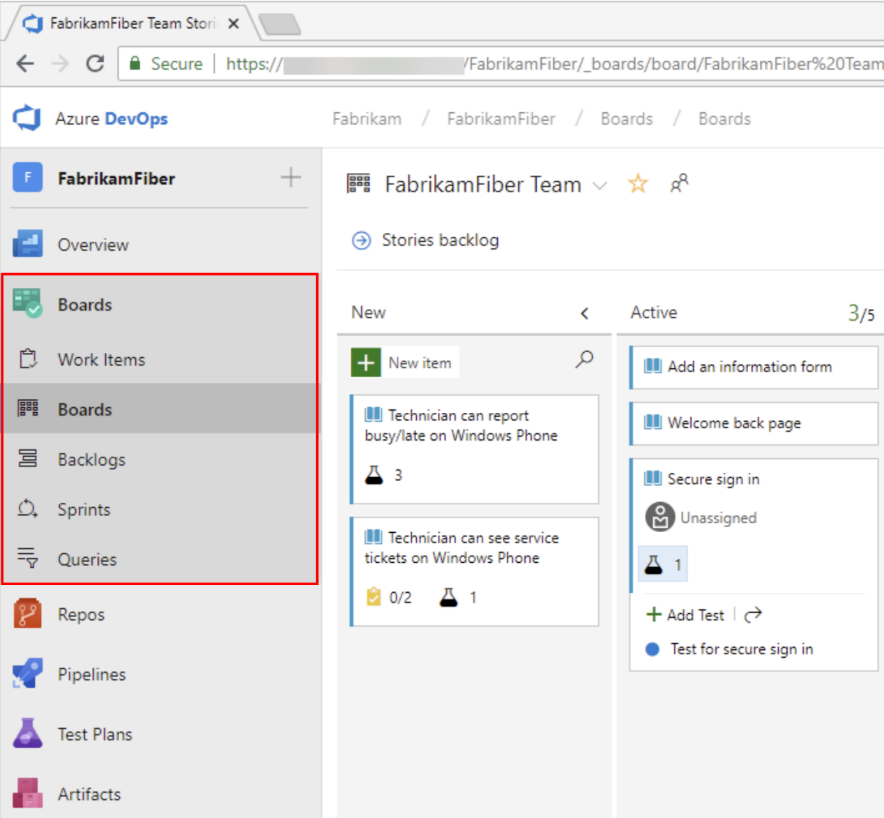 FabrikamFiber Team Stori
Secure https:// /FabrikamFiber/_boards/board/FabrikamFiber%20Team
Azure DevOps
Fabrikam / FabrikamFiber / Boards / Boards
F FabrikamFiber
Overview
Boards
Work Items
Boards
Backlogs
Sprints
Queries
Repos
Pipelines
Test Plans
Artifacts
FabrikamFiber Team
Stories backlog
New
New item
Technician can report
busy/late on Windows Phone
3
Technician can see service
tickets on Windows Phone
0/2 1
Active 3/5
Add an information form
Welcome back page
Secure sign in
Unassigned
1
Add Test
Test for secure sign in